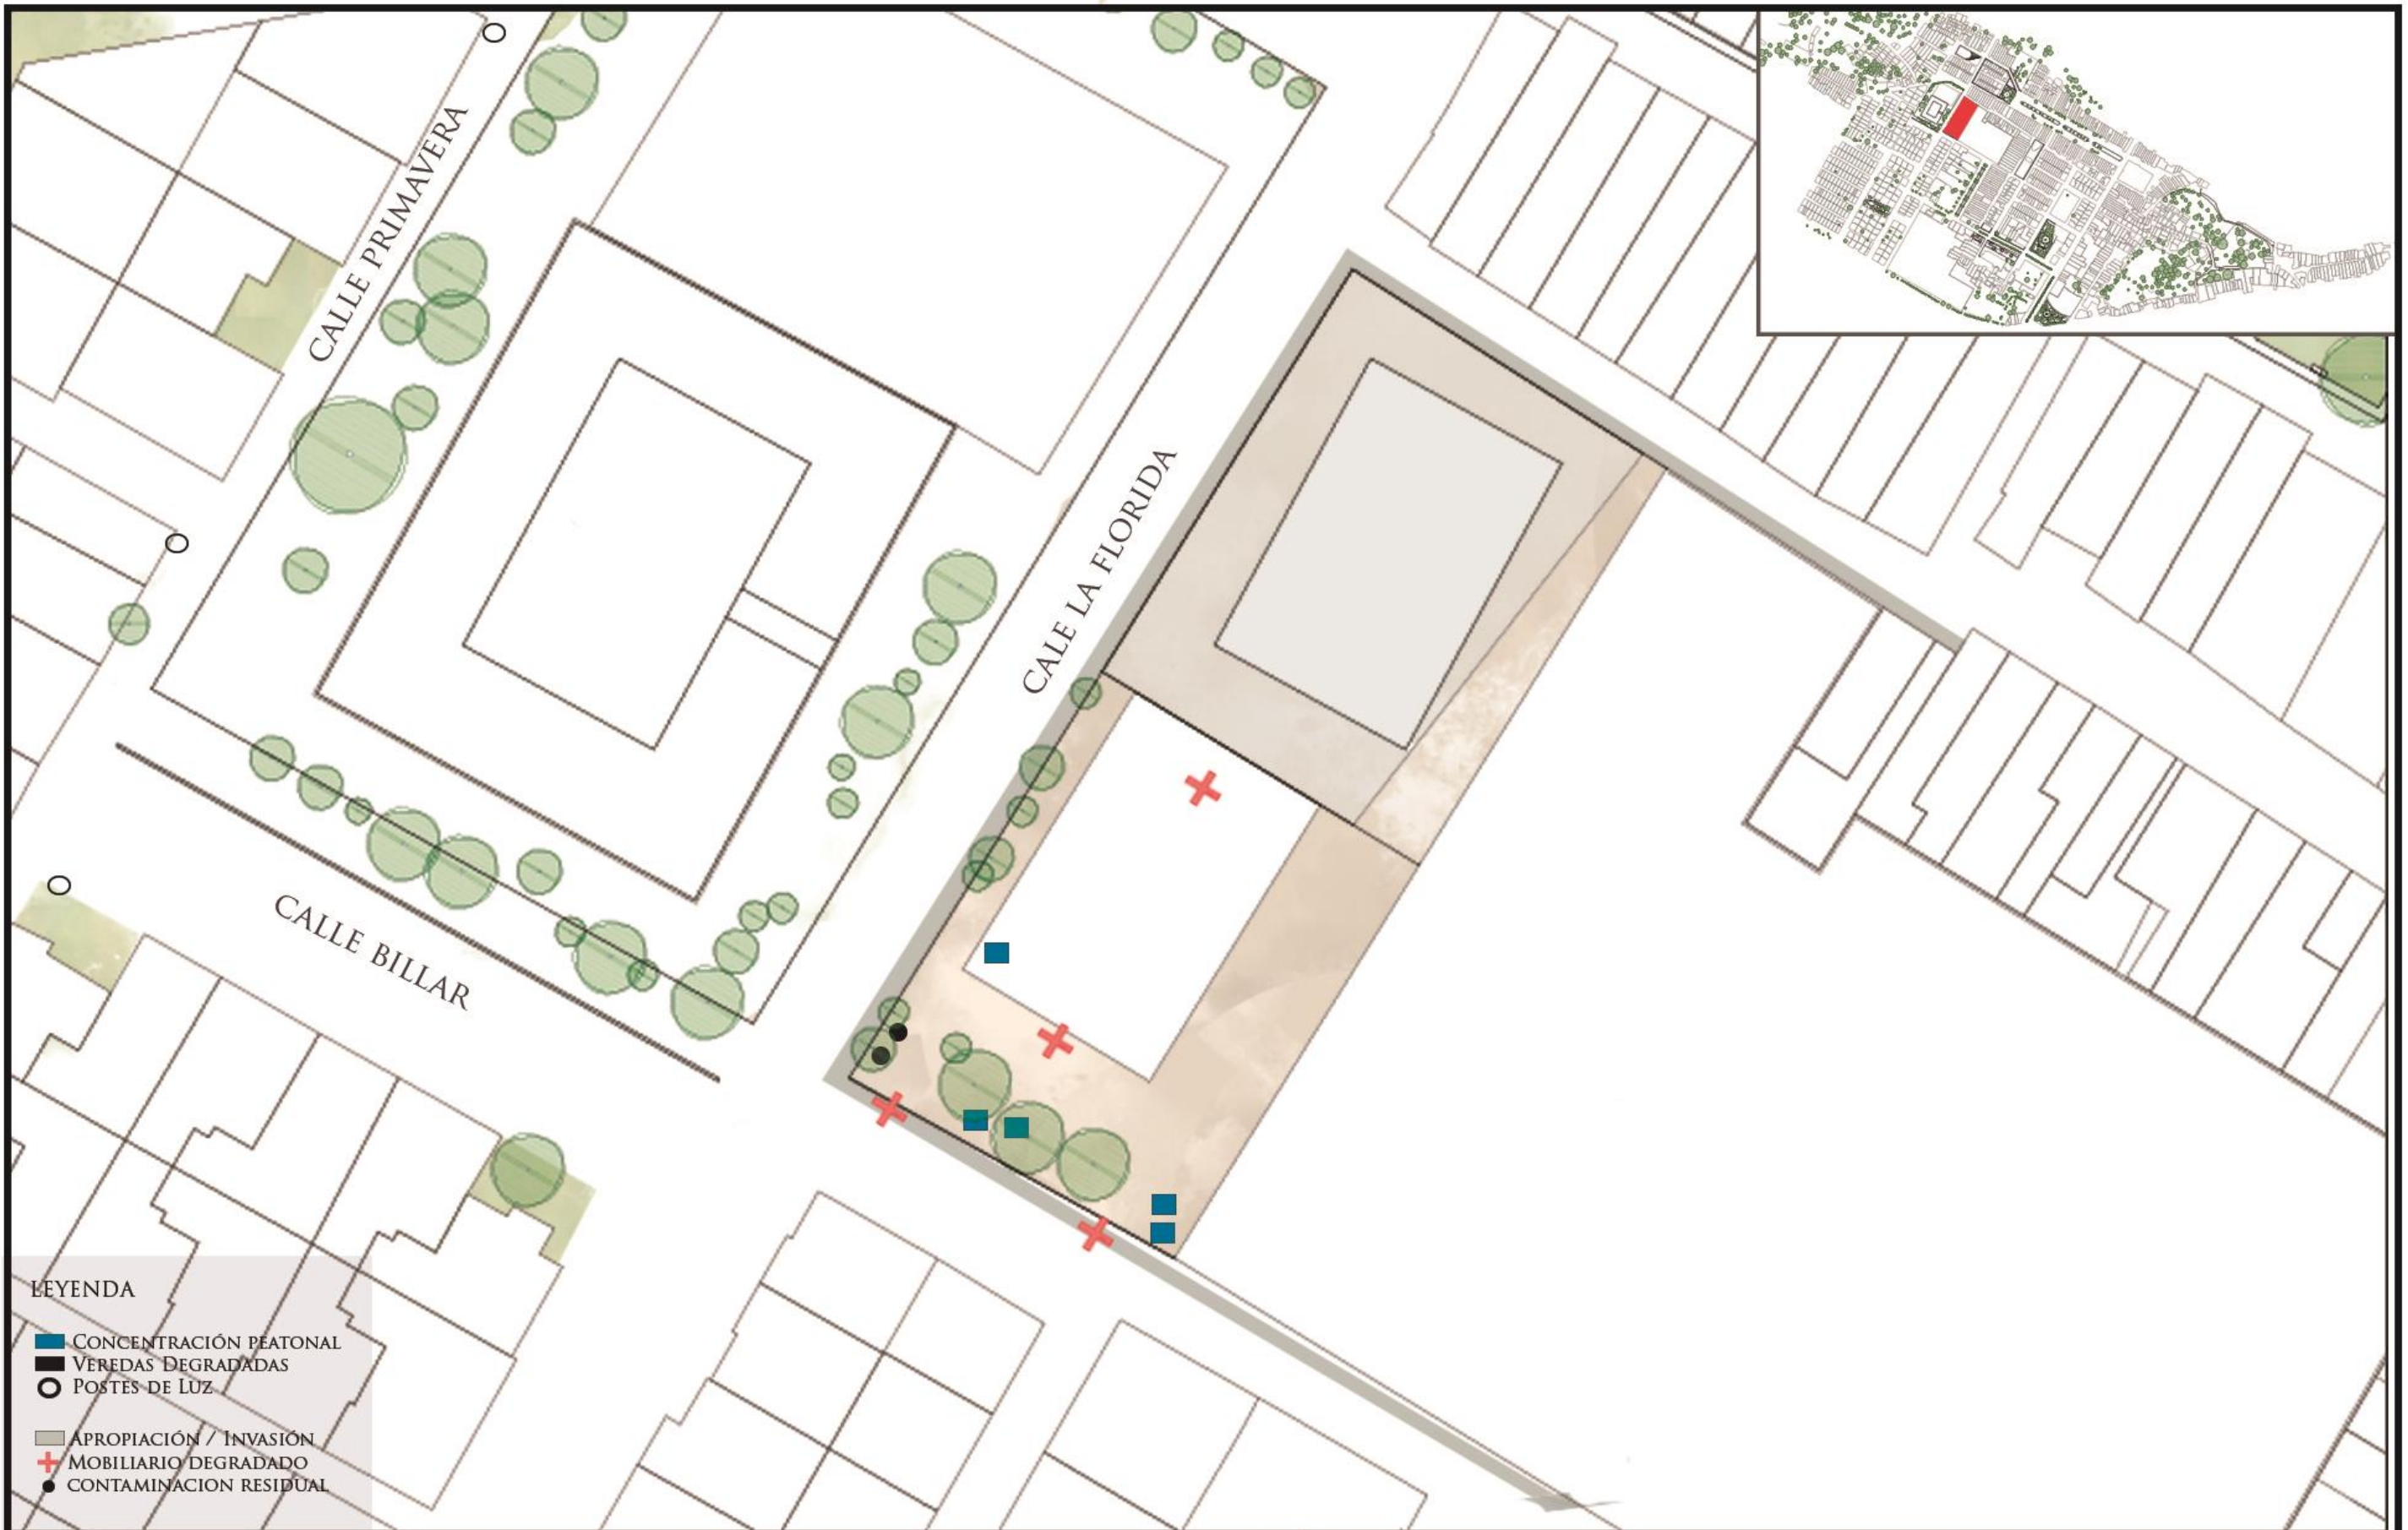 CALLE PRIMAVERA
CALE LA FLORIDA
CALLE BILLAR
LEYENDA
CONCENTRACIÓN PEATONAL
VEREDAS DEGRADADAS
POSTES DE LUZ
APROPIACIÓN / INVASIÓN
MOBILIARIO DEGRADADO
CONTAMINACION RESIDUAL